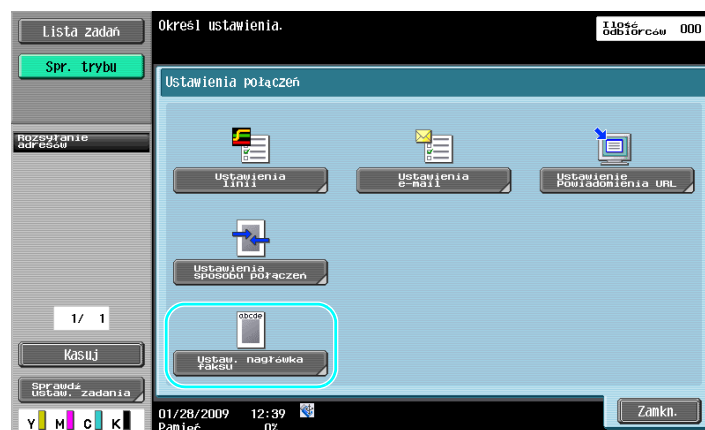 Lista zadań
Określ ustawienia.
Ilość
odbiorców 000
Spr. trybu
Ustawienia połączeń
Rozsyłanie
adresów
Ustawienia
linii
Ustawienia
e-mail
Ustawienie
Powiadomienia URL
Ustawienia
sposobu połączeń
abcde
Ustaw. nagłówka
faksu
1/ 1
Kasuj
Sprawdź
ustaw. zadania
Y M C K
01/28/2009 12:39
Pamięć 0%
Zamkn.